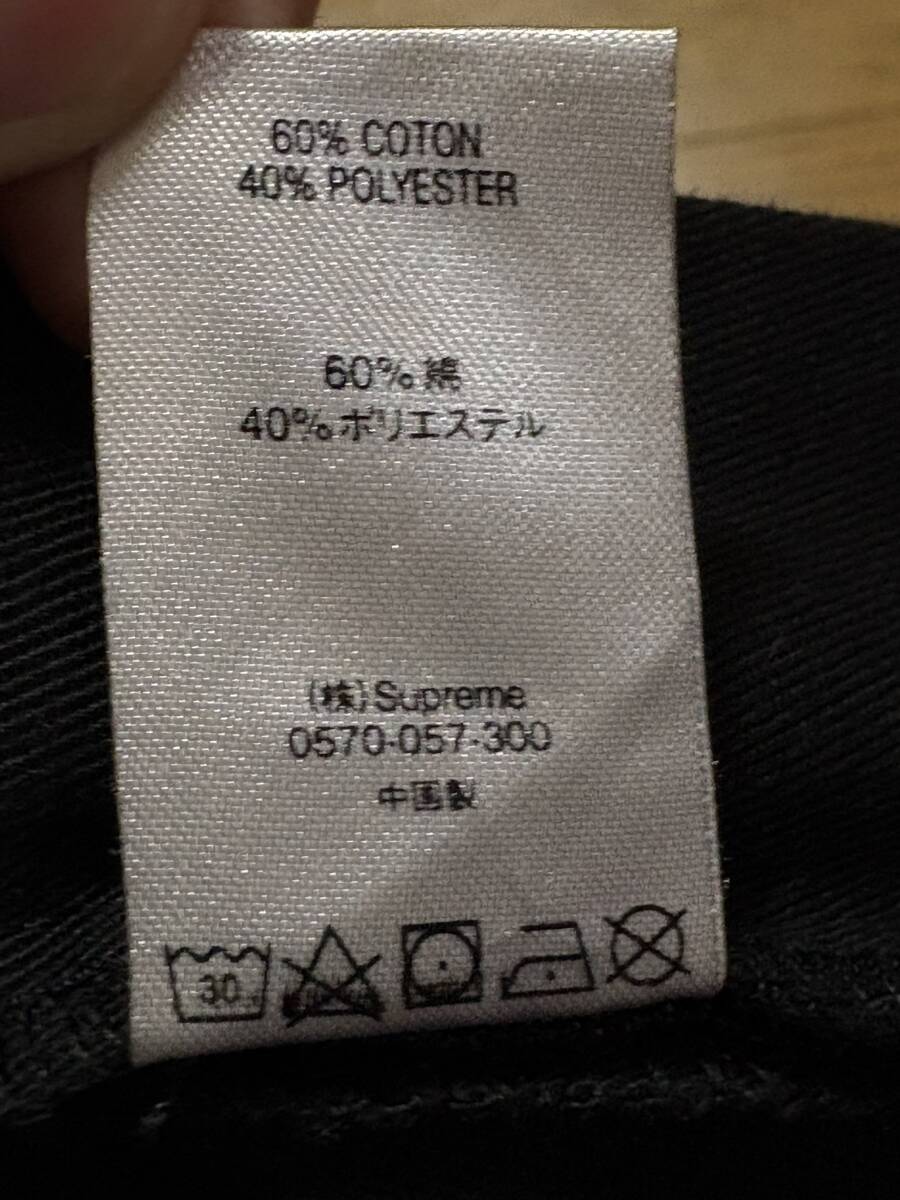 60% COTON
40% POLYESTER
60% 綿
40% ポリエステル
(株)Supreme
0570-057-300
中国製
30